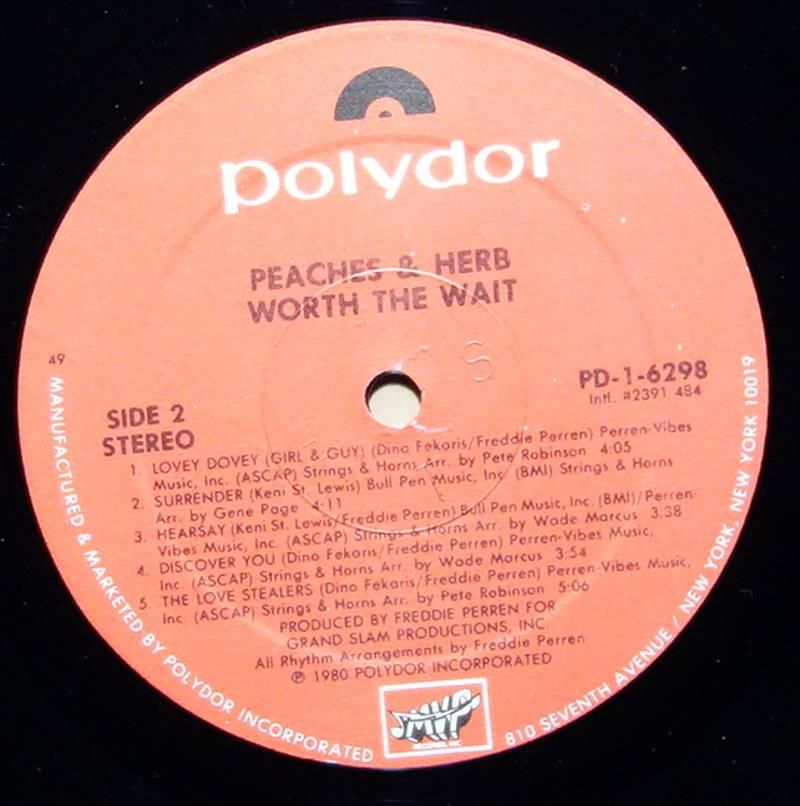 polydor
PEACHES & HERB
WORTH THE WAIT
S
49
PD-1-6298
Intl. #2391 484
SIDE 2
STEREO
1. LOVEY DOVEY (GIRL & GUY) (Dino Fekaris/Freddie Perren) Perren-Vibes
Music, Inc. (ASCAP) Strings & Horns Arr. by Pete Robinson 4:05
2. SURRENDER (Keni St. Lewis) Bull Pen Music, Inc. (BMI) Strings & Horns
Arr. by Gene Page 4:11
3. HEARSAY (Keni St. Lewis/Freddie Perren) Bull Pen Music, Inc. (BMI)/Perren-
Vibes Music, Inc. (ASCAP) Strings & Horns Arr. by Wade Marcus 3:38
4. DISCOVER YOU (Dino Fekaris/Freddie Perren) Perren-Vibes Music,
Inc. (ASCAP) Strings & Horns Arr. by Wade Marcus 3:54
5. THE LOVE STEALERS (Dino Fekaris/Freddie Perren) Perren-Vibes Music,
Inc. (ASCAP) Strings & Horns Arr. by Pete Robinson 5:06
PRODUCED BY FREDDIE PERREN FOR
GRAND SLAM PRODUCTIONS, INC.
All Rhythm Arrangements by Freddie Perren
℗ 1980 POLYDOR INCORPORATED
MVP
RECORDS, INC.
MANUFACTURED & MARKETED BY POLYDOR INCORPORATED
810 SEVENTH AVENUE / NEW YORK, NEW YORK 10019